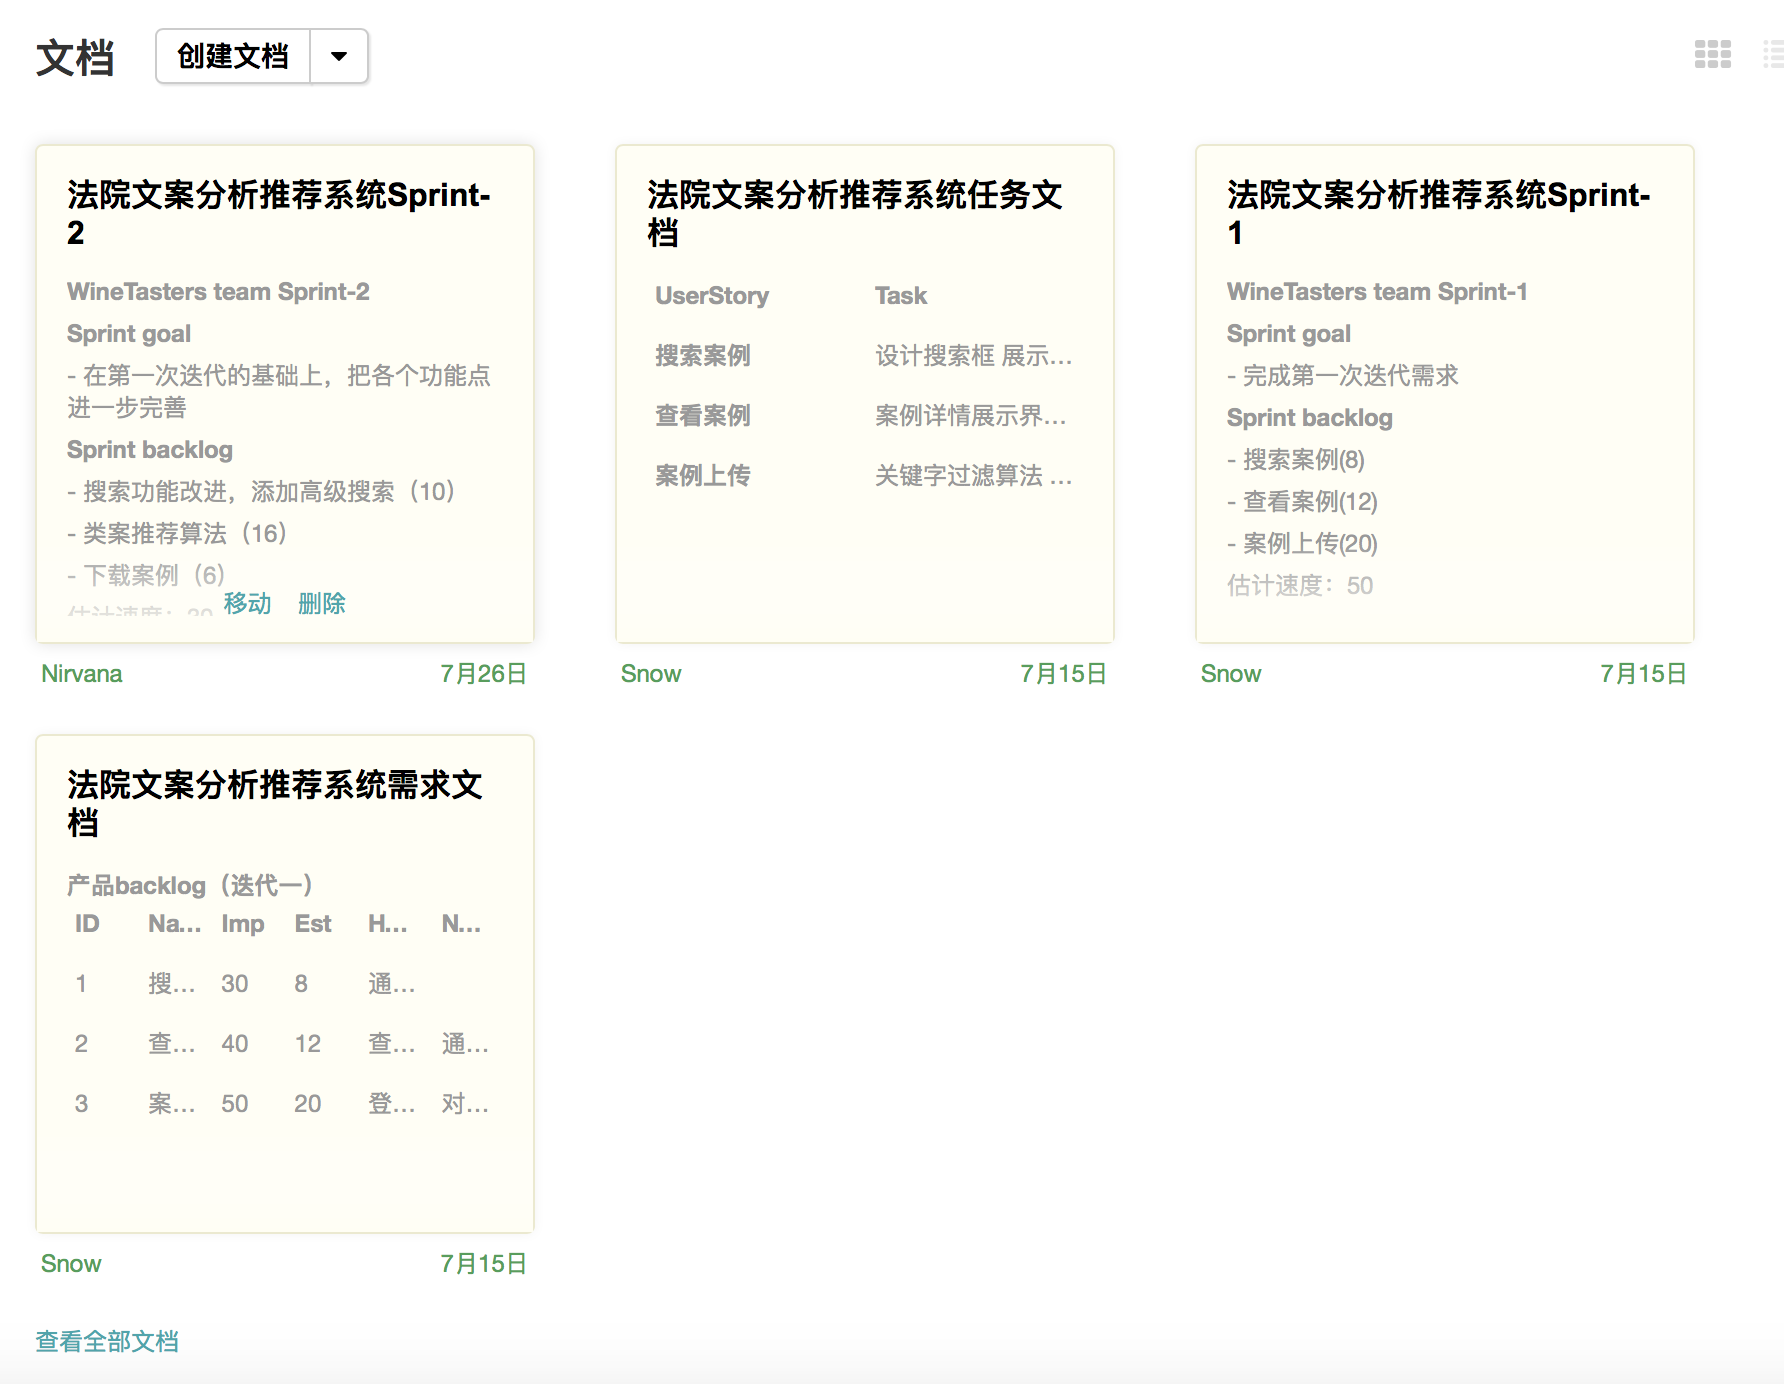 文档
创建文档
法院文案分析推荐系统Sprint-
2
WineTasters team Sprint-2
Sprint goal
- 在第一次迭代的基础上，把各个功能点
进一步完善
Sprint backlog
- 搜索功能改进，添加高级搜索（10）
- 类案推荐算法（16）
- 下载案例（6）
估计速度：
移动 删除
Nirvana 7月26日
法院文案分析推荐系统任务文
档
UserStory Task
搜索案例 设计搜索框 展示...
查看案例 案例详情展示界...
案例上传 关键字过滤算法 ...
Snow 7月15日
法院文案分析推荐系统Sprint-
1
WineTasters team Sprint-1
Sprint goal
- 完成第一次迭代需求
Sprint backlog
- 搜索案例(8)
- 查看案例(12)
- 案例上传(20)
估计速度：50
Snow 7月15日
法院文案分析推荐系统需求文
档
产品backlog（迭代一）
ID Na... Imp Est H... N...
1 搜... 30 8 通...
2 查... 40 12 查... 通...
3 案... 50 20 登... 对...
Snow 7月15日
查看全部文档